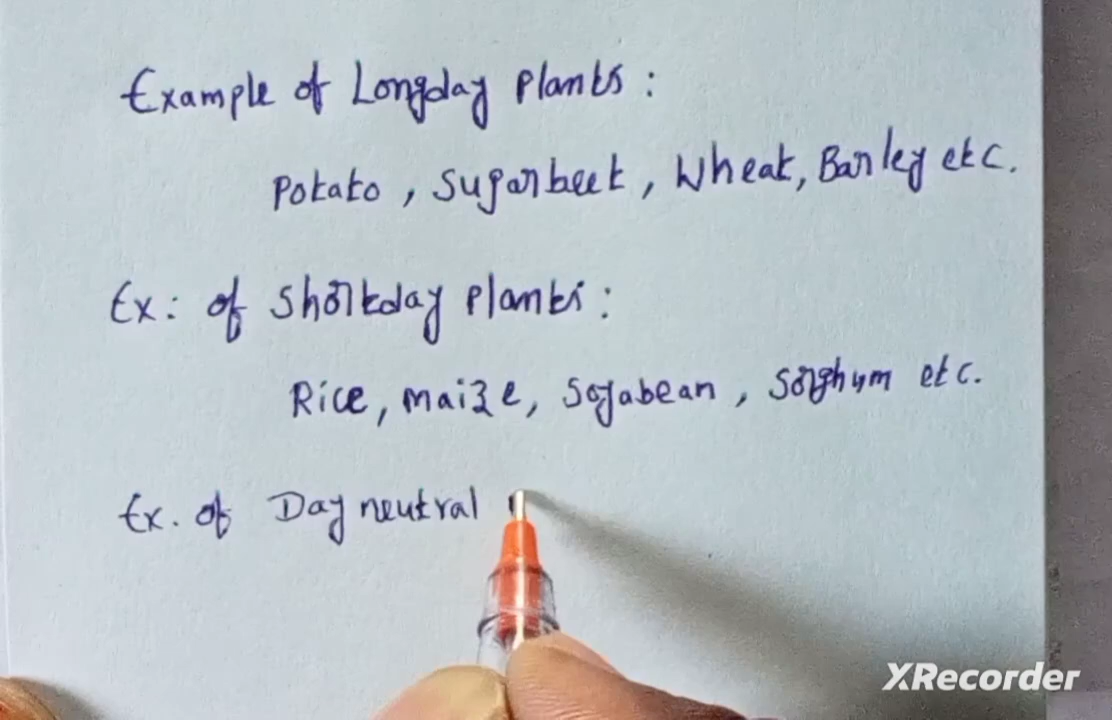 Example of Longday Plants :
Potato , Sugarbeet , Wheat, Barley etc.
Ex : of Shortday Plants :
Rice, maize, Soyabean , Sorghum etc.
Ex. of Day neutral
XRecorder